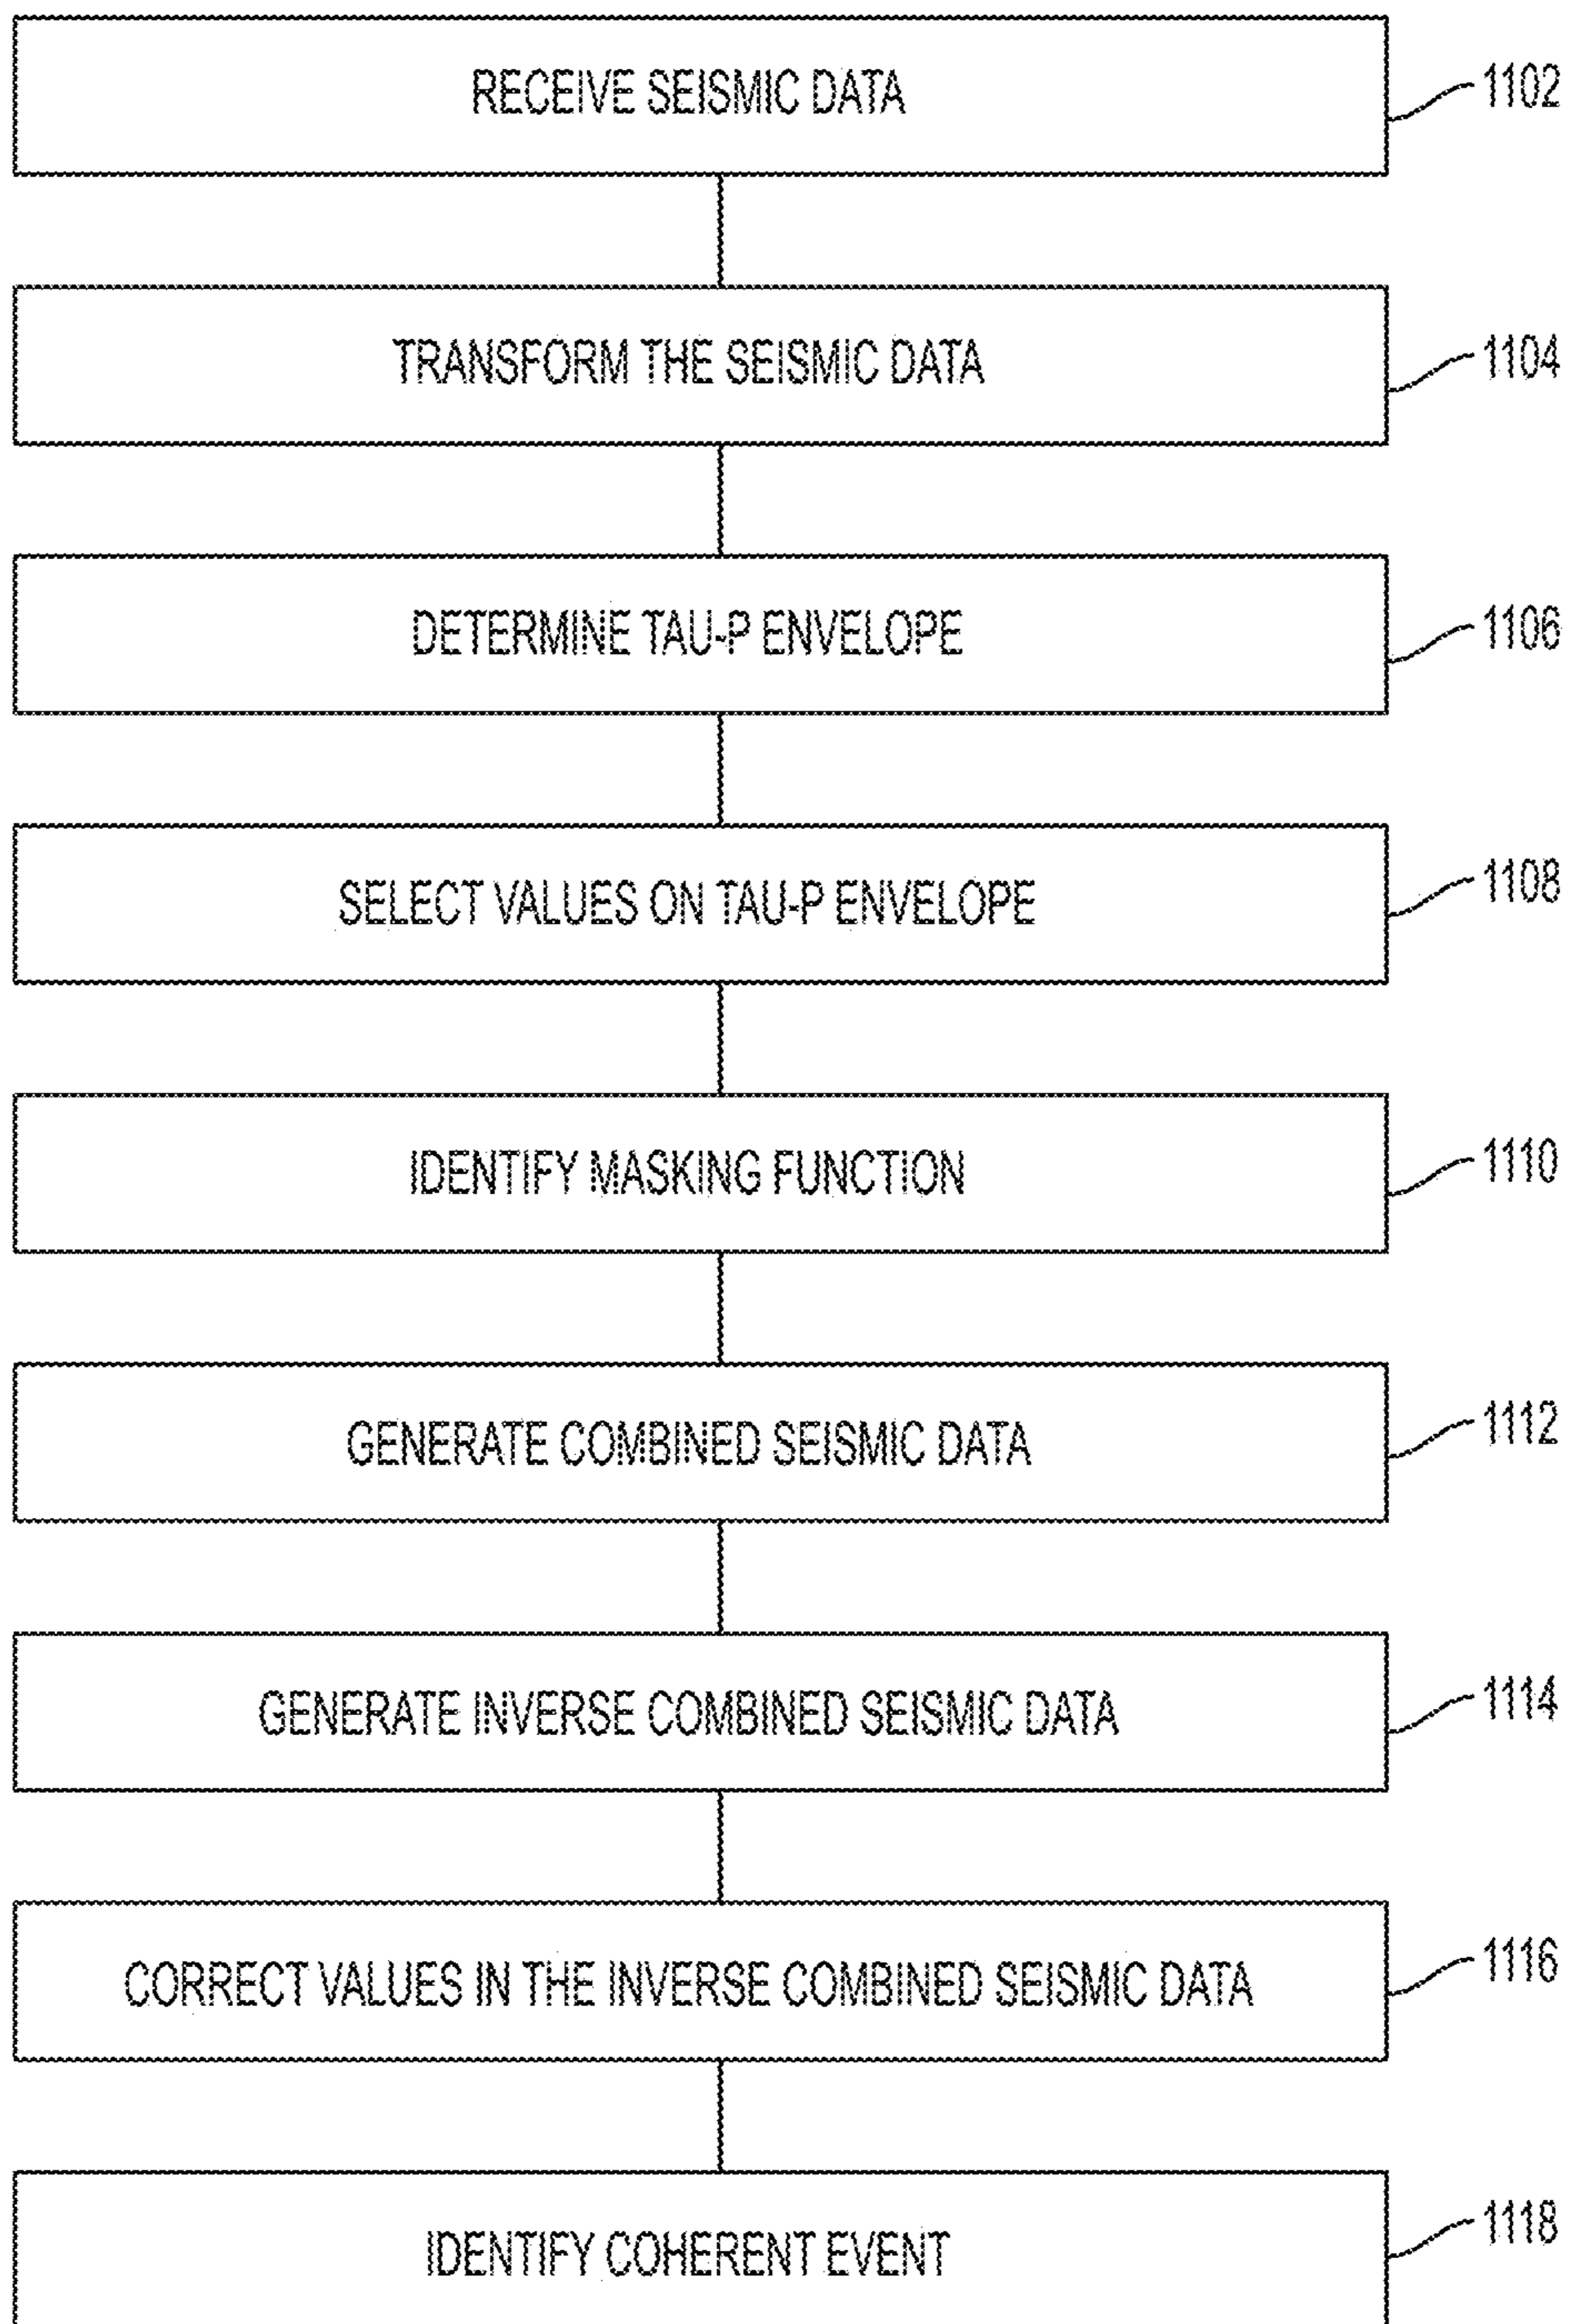 RECEIVE SEISMIC DATA
1102
TRANSFORM THE SEISMIC DATA
1104
DETERMINE TAU-P ENVELOPE
1106
SELECT VALUES ON TAU-P ENVELOPE
1108
IDENTIFY MASKING FUNCTION
1110
GENERATE COMBINED SEISMIC DATA
1112
GENERATE INVERSE COMBINED SEISMIC DATA
1114
CORRECT VALUES IN THE INVERSE COMBINED SEISMIC DATA
1116
IDENTIFY COHERENT EVENT
1118